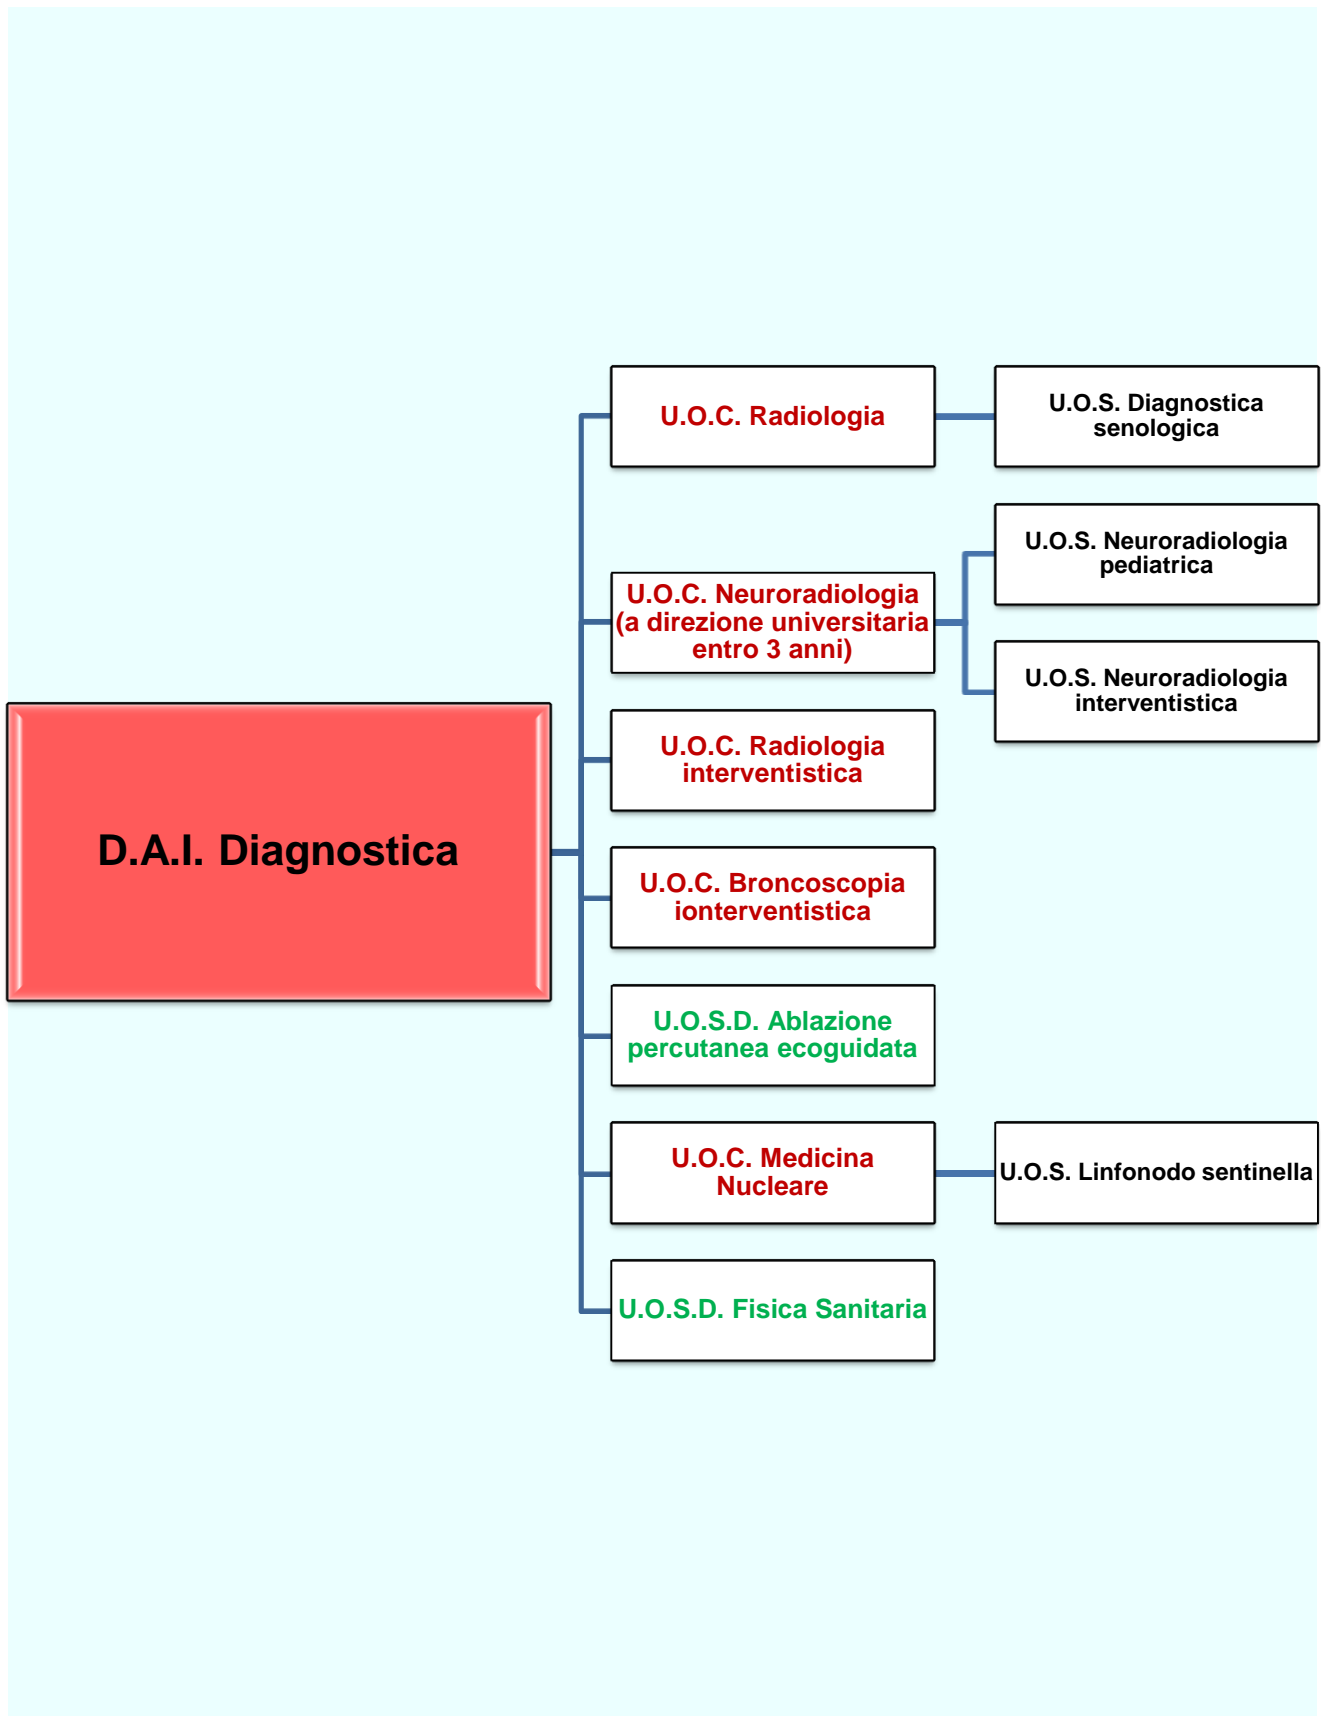 D.A.I. Diagnostica
U.O.C. Radiologia
U.O.S. Diagnostica
senologica
U.O.C. Neuroradiologia
(a direzione universitaria
entro 3 anni)
U.O.S. Neuroradiologia
pediatrica
U.O.S. Neuroradiologia
interventistica
U.O.C. Radiologia
interventistica
U.O.C. Broncoscopia
ionterventistica
U.O.S.D. Ablazione
percutanea ecoguidata
U.O.C. Medicina
Nucleare
U.O.S. Linfonodo sentinella
U.O.S.D. Fisica Sanitaria